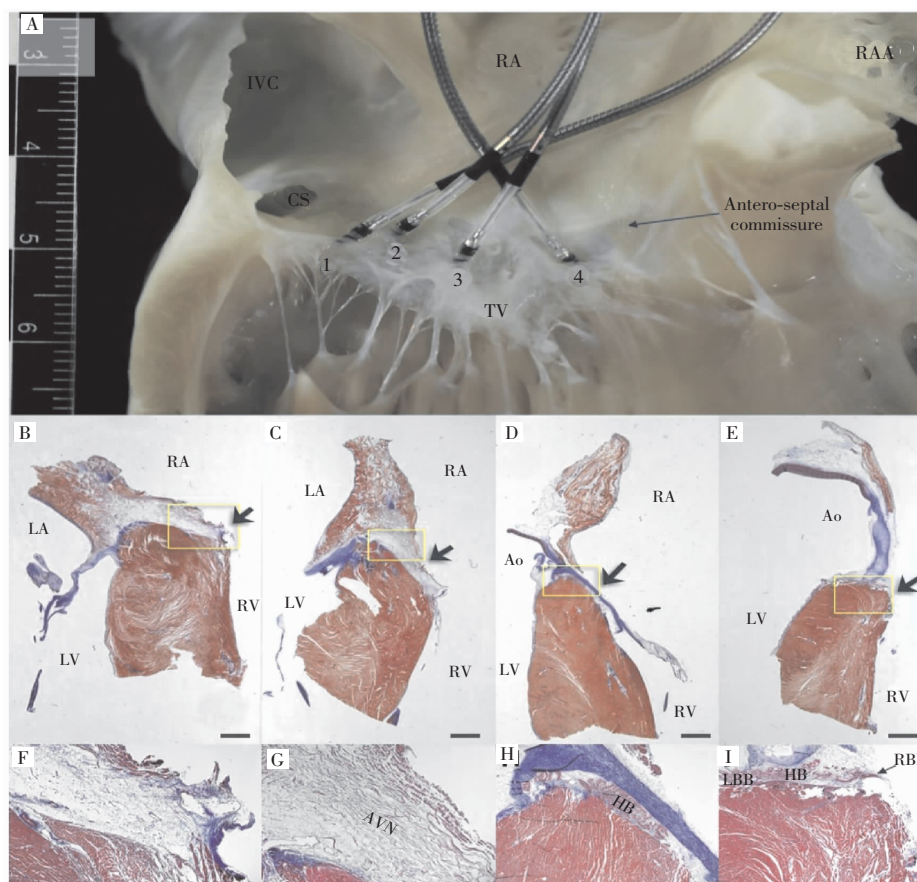 A
3
4
5
6
IVC
RA
RAA
CS
Antero-septal
commissure
1
2
3
4
TV
B
RA
LA
RV
LV
C
RA
LA
LV
RV
D
RA
Ao
LV
RV
E
Ao
LV
RV
F
G
AVN
H
HB
I
RB
LBB
HB